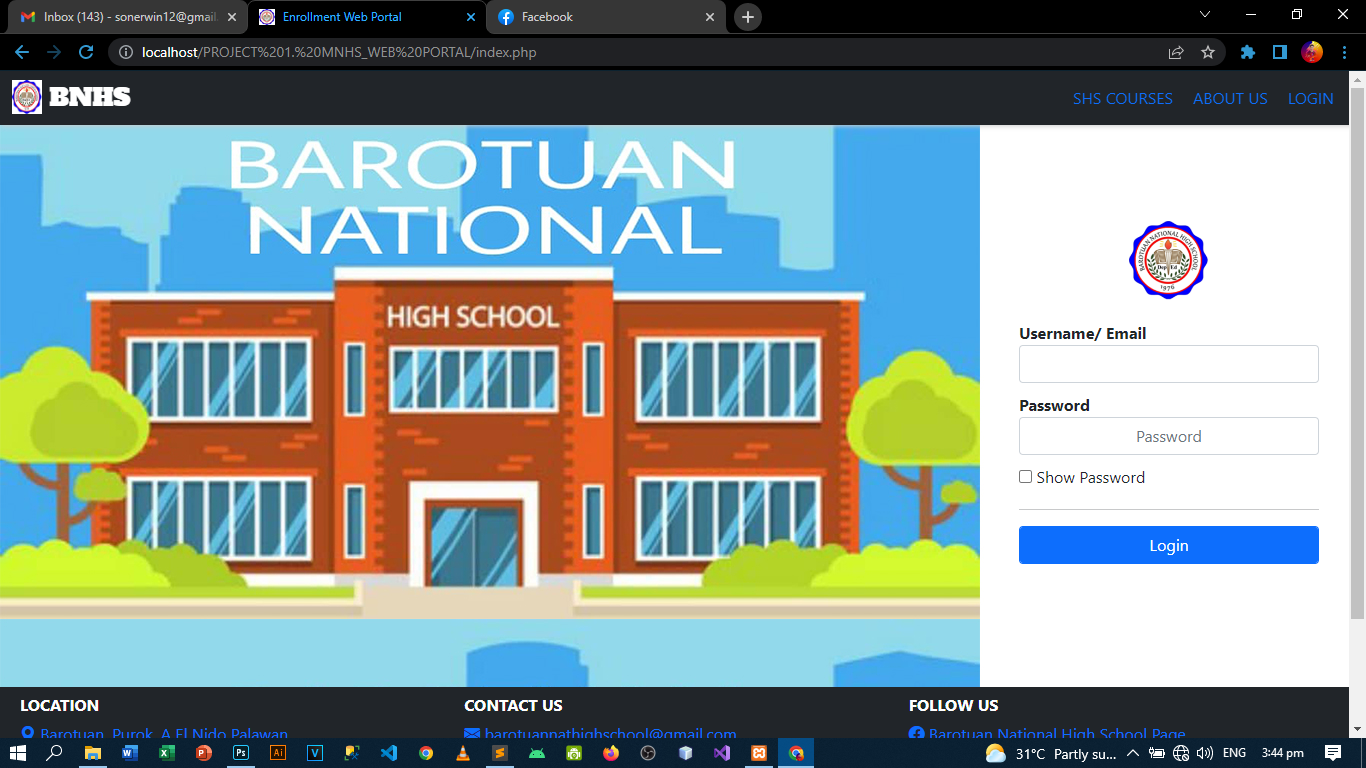 Inbox (143) - sonerwin12@gmail
Enrollment Web Portal
Facebook
localhost/PROJECT%201.%20MNHS_WEB%20PORTAL/index.php
BNHS
SHS COURSES
ABOUT US
LOGIN
BAROTUAN
NATIONAL
HIGH SCHOOL
BAROTUAN NATIONAL HIGH SCHOOL
Dep Ed
1976
Username/ Email
Password
Password
Show Password
Login
LOCATION
CONTACT US
FOLLOW US
Barotuan, Purok, A El Nido Palawan
barotuannathighschool@gmail.com
Barotuan National High School Page
31°C Partly su...
ENG
3:44 pm